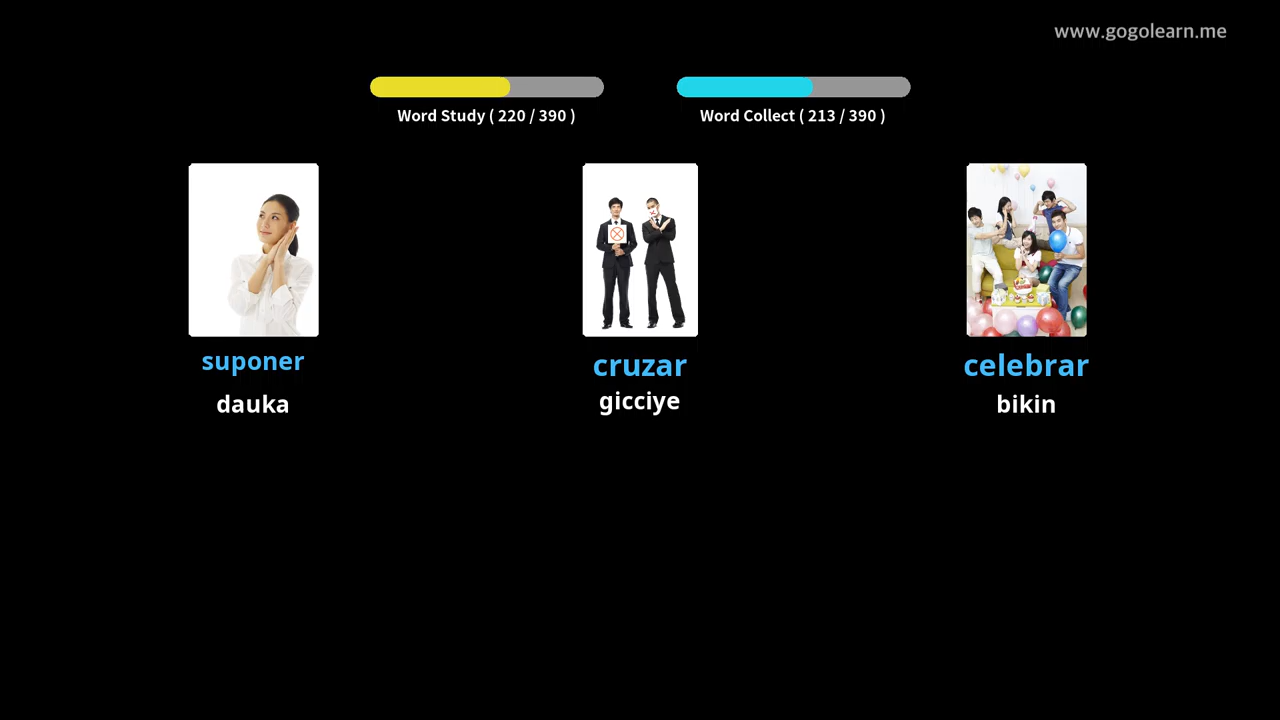 www.gogolearn.me
Word Study ( 220 / 390 )
Word Collect ( 213 / 390 )
suponer
cruzar
celebrar
dauka
gicciye
bikin